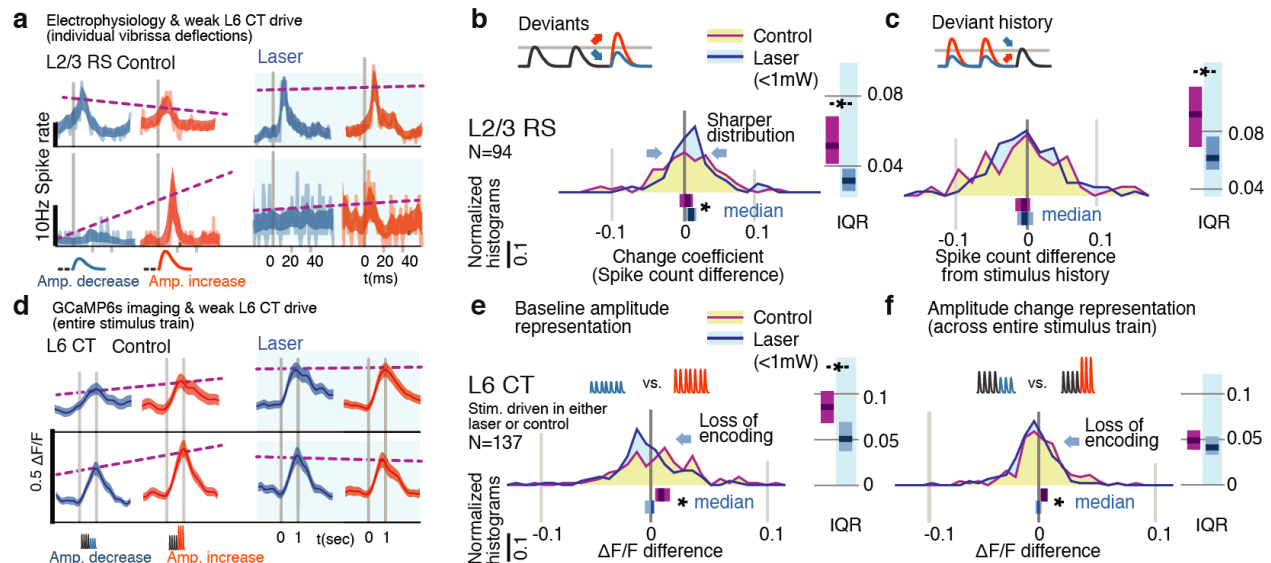 a
Electrophysiology & weak L6 CT drive
(individual vibrissa deflections)
L2/3 RS Control
Laser
10Hz Spike rate
0 20 40
0 20 40
t(ms)
Amp. decrease
Amp. increase
b
Deviants
Control
Laser
(<1mW)
L2/3 RS
N=94
Sharper
distribution
*
0.08
0.04
IQR
* median
Normalized
histograms
0.1
-0.1
0
0.1
Change coefficient
(Spike count difference)
c
Deviant history
*
0.08
0.04
IQR
median
-0.1
0
0.1
Spike count difference
from stimulus history
d
GCaMP6s imaging & weak L6 CT drive
(entire stimulus train)
L6 CT Control
Laser
0.5 ΔF/F
0 1
t(sec)
0 1
Amp. decrease
Amp. increase
e
Baseline amplitude
representation
Control
Laser
(<1mW)
L6 CT
vs.
Stim. driven in either
laser or control
N=137
Loss of
encoding
*
0.1
0.05
0
IQR
* median
Normalized
histograms
0.1
-0.1
0
0.1
ΔF/F difference
f
Amplitude change representation
(across entire stimulus train)
vs.
Loss of
encoding
0.1
0.05
0
IQR
* median
-0.1
0
0.1
ΔF/F difference